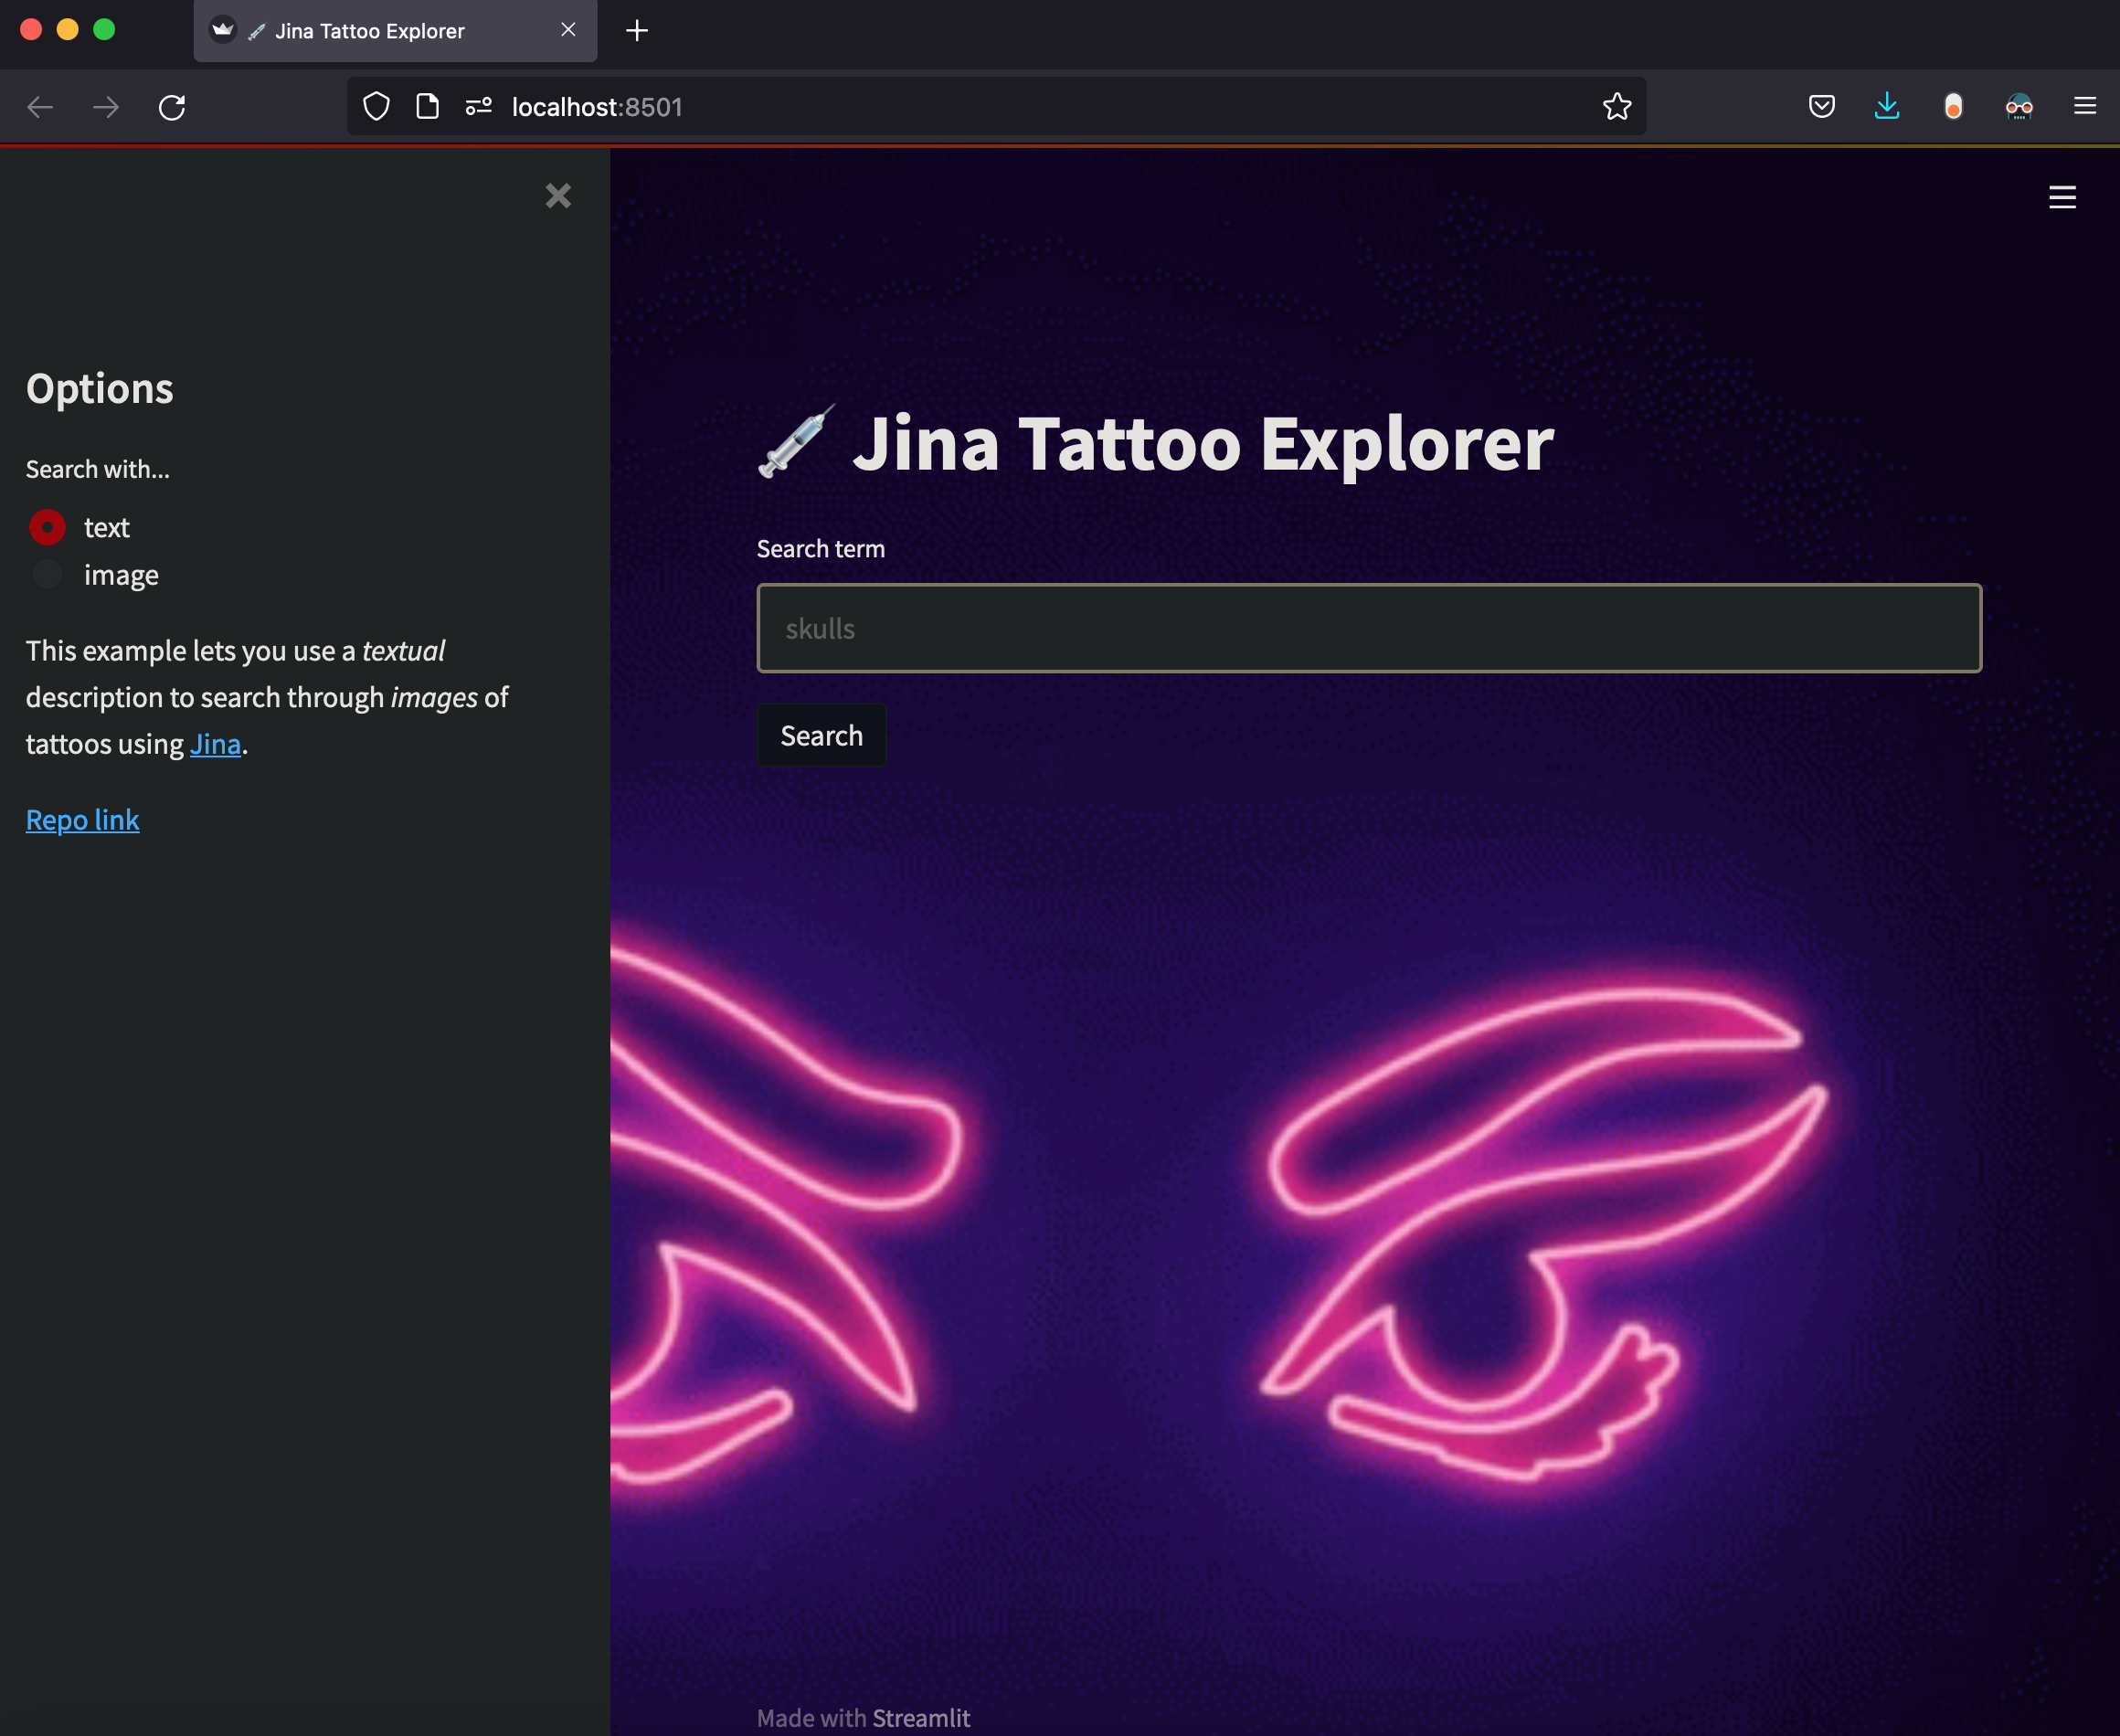 Jina Tattoo Explorer
localhost:8501
Options
Search with...
text
image
This example lets you use a textual
description to search through images of
tattoos using Jina.
Repo link
Jina Tattoo Explorer
Search term
skulls
Search
Made with Streamlit